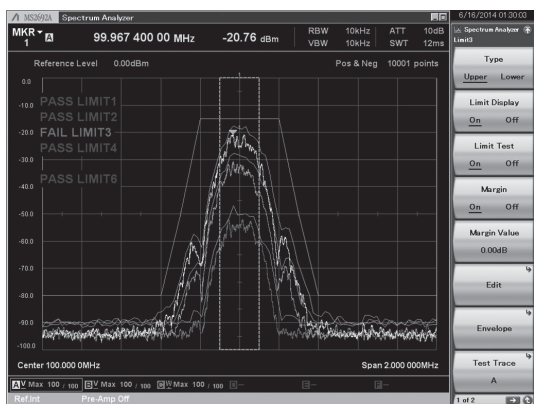 MS2692A Spectrum Analyzer
6/16/2014 01:30:03
MKR
1
A
99.967 400 00 MHz
-20.76 dBm
RBW 10kHz
VBW 10kHz
ATT 10dB
SWT 12ms
Reference Level 0.00dBm
Pos & Neg 10001 points
0.0
-10.0
-20.0
-30.0
-40.0
-50.0
-60.0
-70.0
-80.0
-90.0
-100.0
PASS LIMIT1
PASS LIMIT2
FAIL LIMIT3
PASS LIMIT4
PASS LIMIT6
1
Center 100.000 0MHz
Span 2.000 000MHz
A V Max 100 / 100
B V Max 100 / 100
C W Max 100 / 100
Ref.Int Pre-Amp Off
Spectrum Analyzer
Limit3
Type
Upper Lower
Limit Display
On Off
Limit Test
On Off
Margin
On Off
Margin Value
0.00dB
Edit
Envelope
Test Trace
A
1 of 2